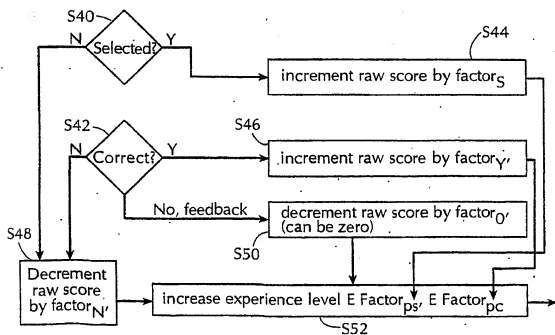 S40
N
Selected?
Y
S44
increment raw score by factorS
S42
N
Correct?
Y
S46
increment raw score by factorY'
No, feedback
decrement raw score by factor0'
(can be zero)
S50
S48
Decrement
raw score
by factorN'
increase experience level E Factorps' E Factorpc
S52